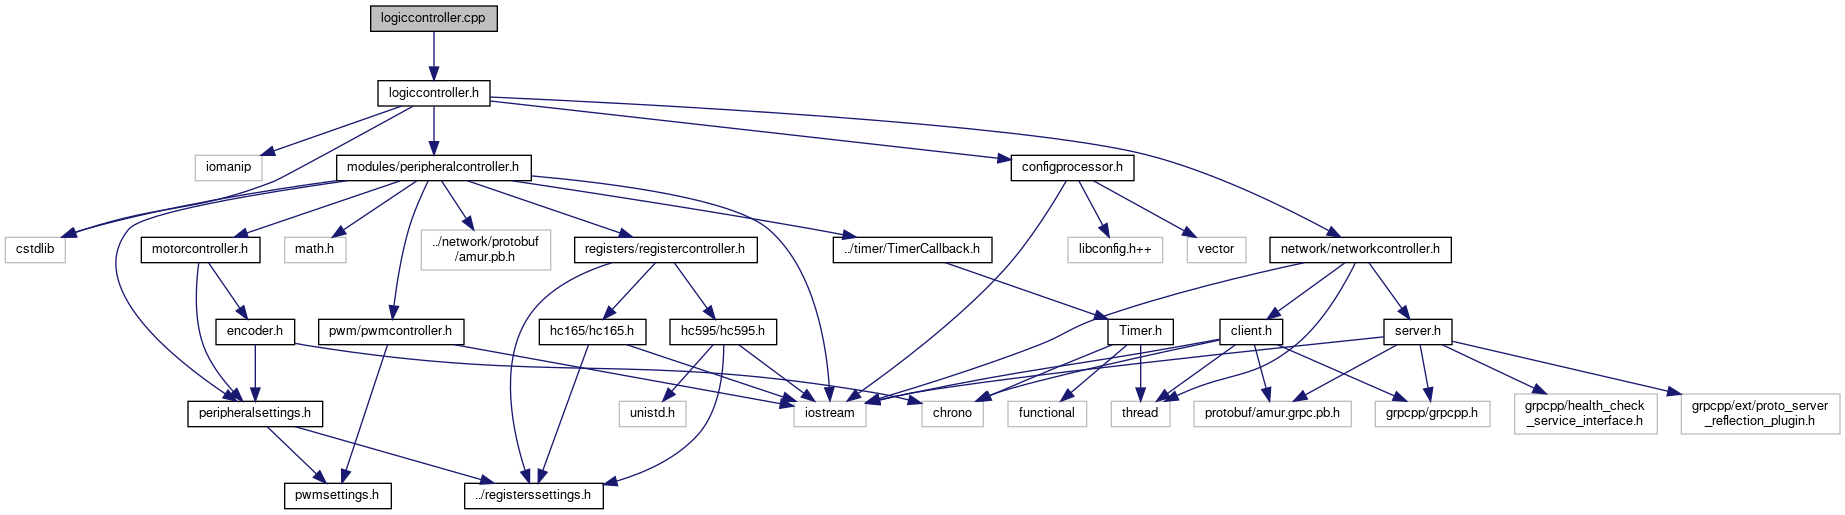 logiccontroller.cpp
logiccontroller.h
iomanip
modules/peripheralcontroller.h
configprocessor.h
cstdlib
motorcontroller.h
math.h
../network/protobuf
/amur.pb.h
registers/registercontroller.h
../timer/TimerCallback.h
libconfig.h++
vector
network/networkcontroller.h
encoder.h
pwm/pwmcontroller.h
hc165/hc165.h
hc595/hc595.h
Timer.h
client.h
server.h
peripheralsettings.h
unistd.h
iostream
chrono
functional
thread
protobuf/amur.grpc.pb.h
grpcpp/grpcpp.h
grpcpp/health_check
_service_interface.h
grpcpp/ext/proto_server
_reflection_plugin.h
pwmsettings.h
../registerssettings.h